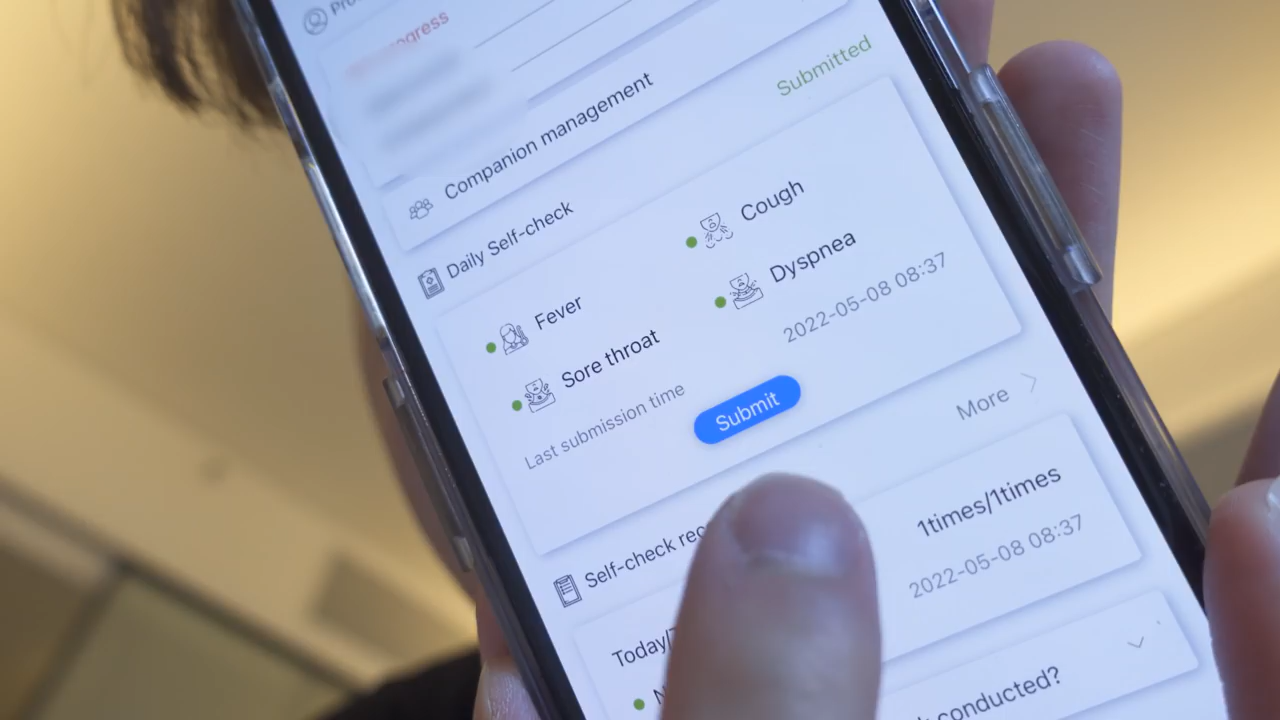 Companion management
Daily Self-check
Submitted
Fever
Cough
Sore throat
Dyspnea
Last submission time
2022-05-08 08:37
Submit
Self-check
More
Today/
1times/1times
2022-05-08 08:37
conducted?